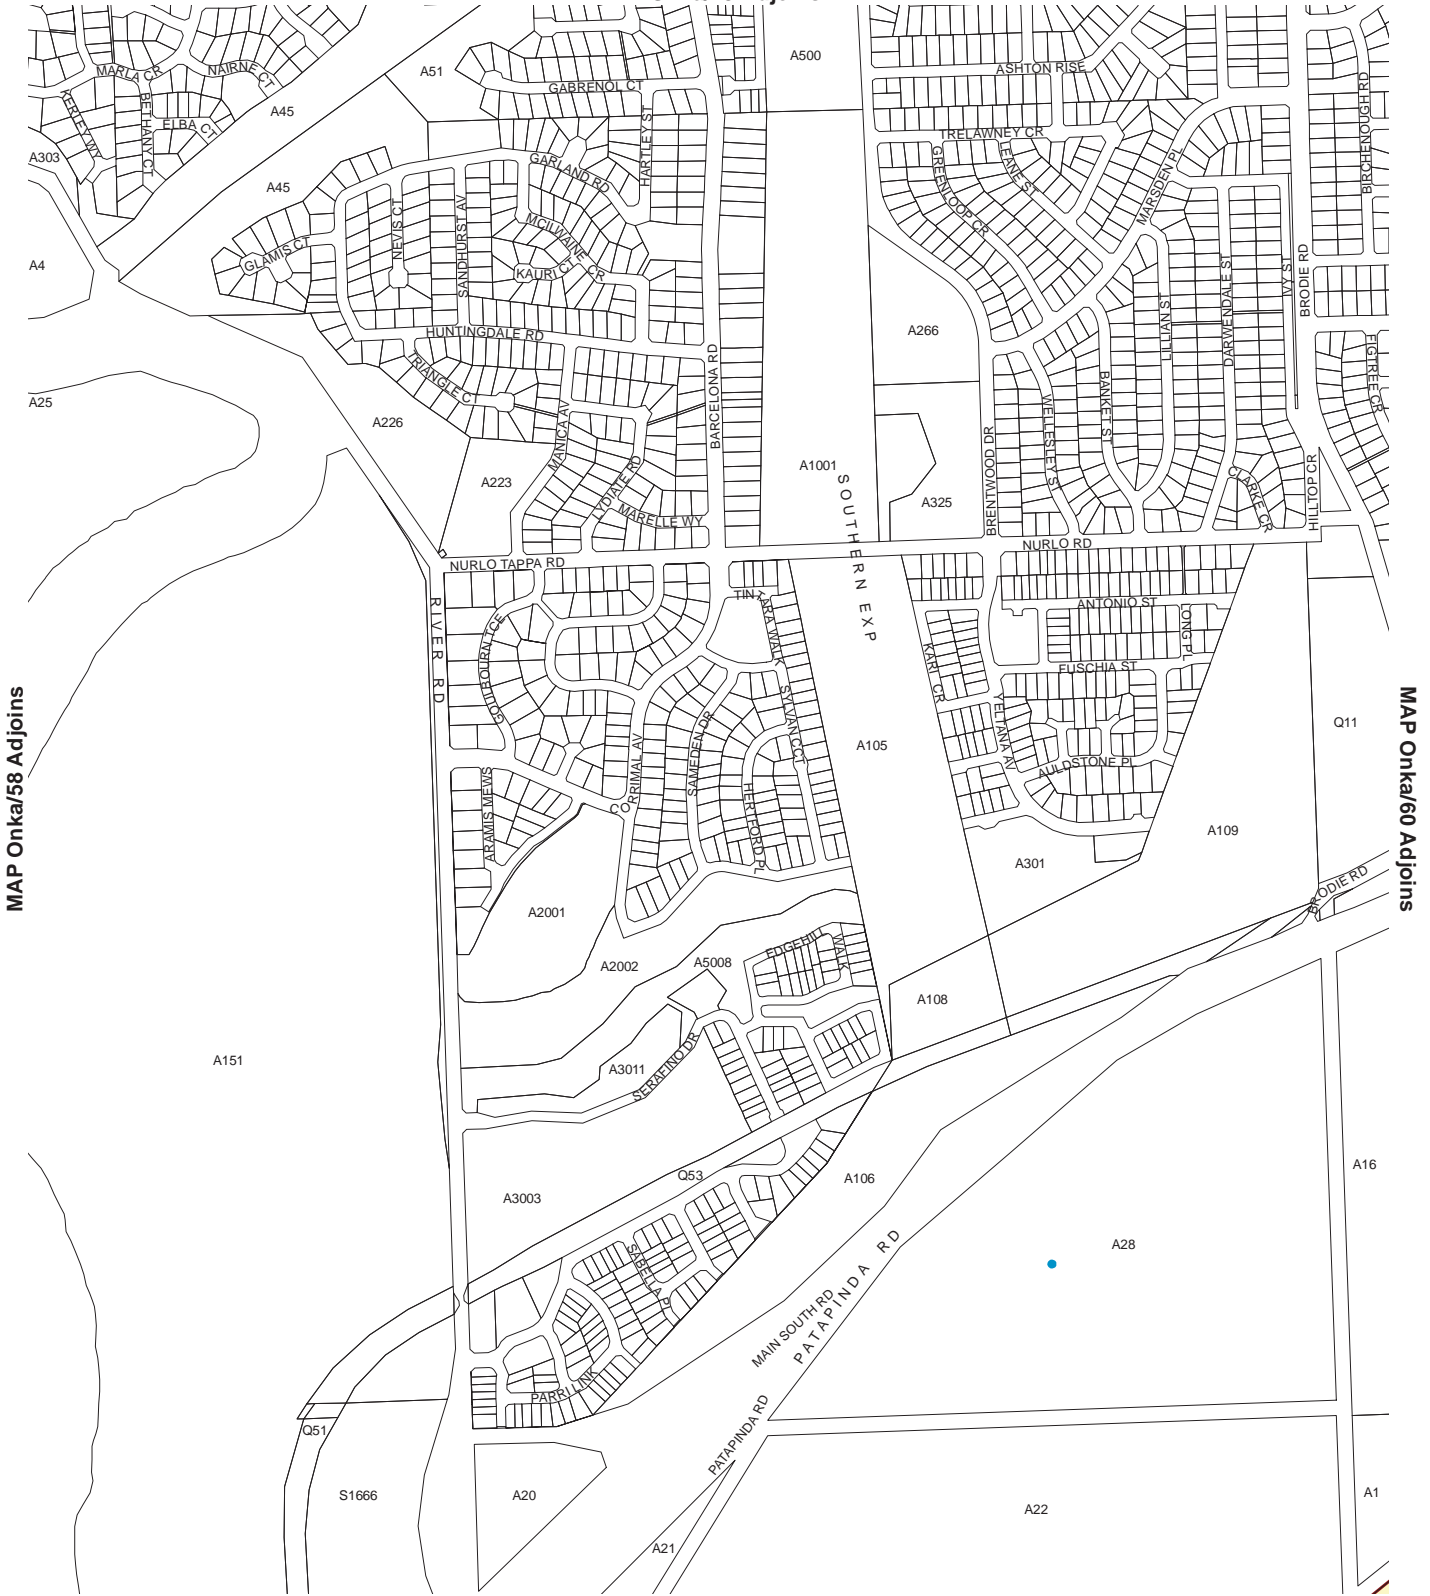 A500
A51
ASHTON RISE
MARLA CR
NAIRNE CT
GABRENOL CT
BIRCHENOUGH RD
KERLEY WY
BETHANY CT
ELBA CT
A45
HARTLEY ST
TRELAWNEY CR
A303
GARLAND RD
GREENLOOP CR
LEANE ST
MARSDEN PL
A45
NEVIS CT
SANDHURST AV
MCILWAINE CR
GLAMIS CT
KAURI CT
A4
IVY ST
BRODIE RD
DARWENDALE ST
LILLIAN ST
HUNTINGDALE RD
A266
TRIANGLE CT
FIGTREE CR
BARCELONA RD
A25
A226
MANICA AV
WELLESLEY S
BANKET ST
BRENTWOOD DR
A223
LYDIATE RD
A1001
SOUTHERN EXP
A325
CLARKE CR
HILLTOP CR
MARELLE WY
NURLO RD
NURLO TAPPA RD
RIVER RD
TINTARA WALK
ANTONIO ST
LONG PL
GOULBOURN TCE
KARI CR
FUSCHIA ST
SYLVAN CCT
MAP Onka/58 Adjoins
MAP Onka/60 Adjoins
SAMEDEN DR
YELTANA AV
Q11
A105
CORRIMAL AV
AULDSTONE PL
ARAMIS MEWS
HERTFORD PL
A109
A301
BRODIE RD
A2001
EDGEHILL WALK
A2002
A5008
A108
A151
A3011
SERAFINO DR
A16
Q53
A106
A3003
SABELLA PL
A28
MAIN SOUTH RD
PATAPINDA RD
PARRI LINK
PATAPINDA RD
Q51
S1666
A20
A1
A22
A21